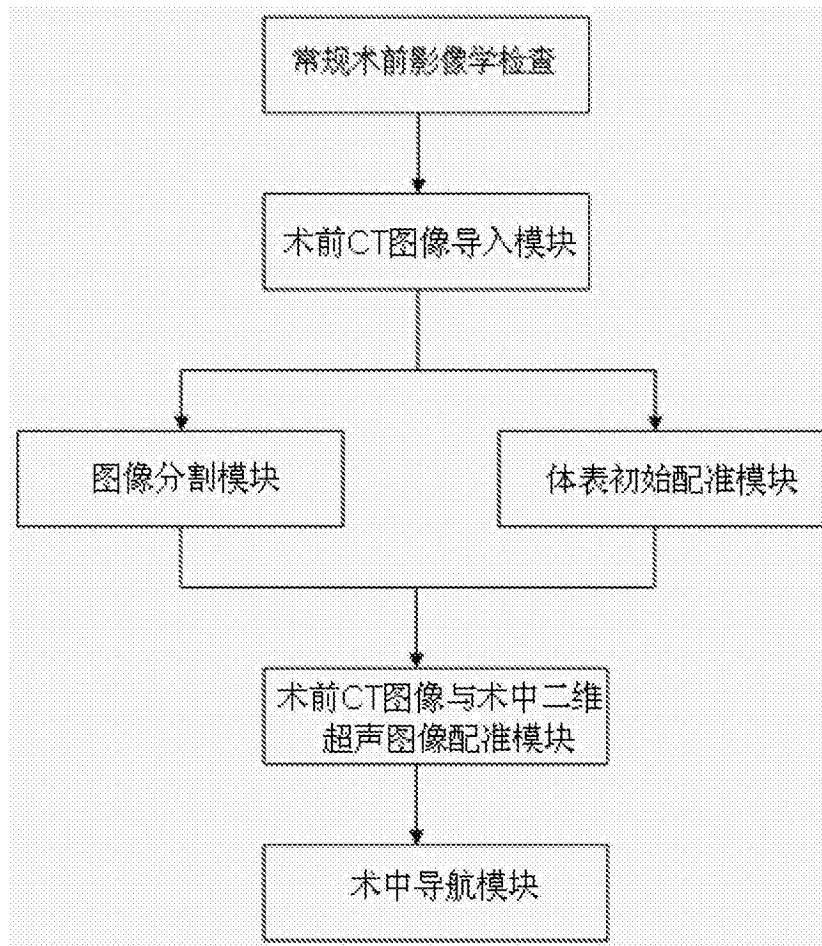 常规术前影像学检查
术前CT图像导入模块
图像分割模块
体表初始配准模块
术前CT图像与术中二维
超声图像配准模块
术中导航模块